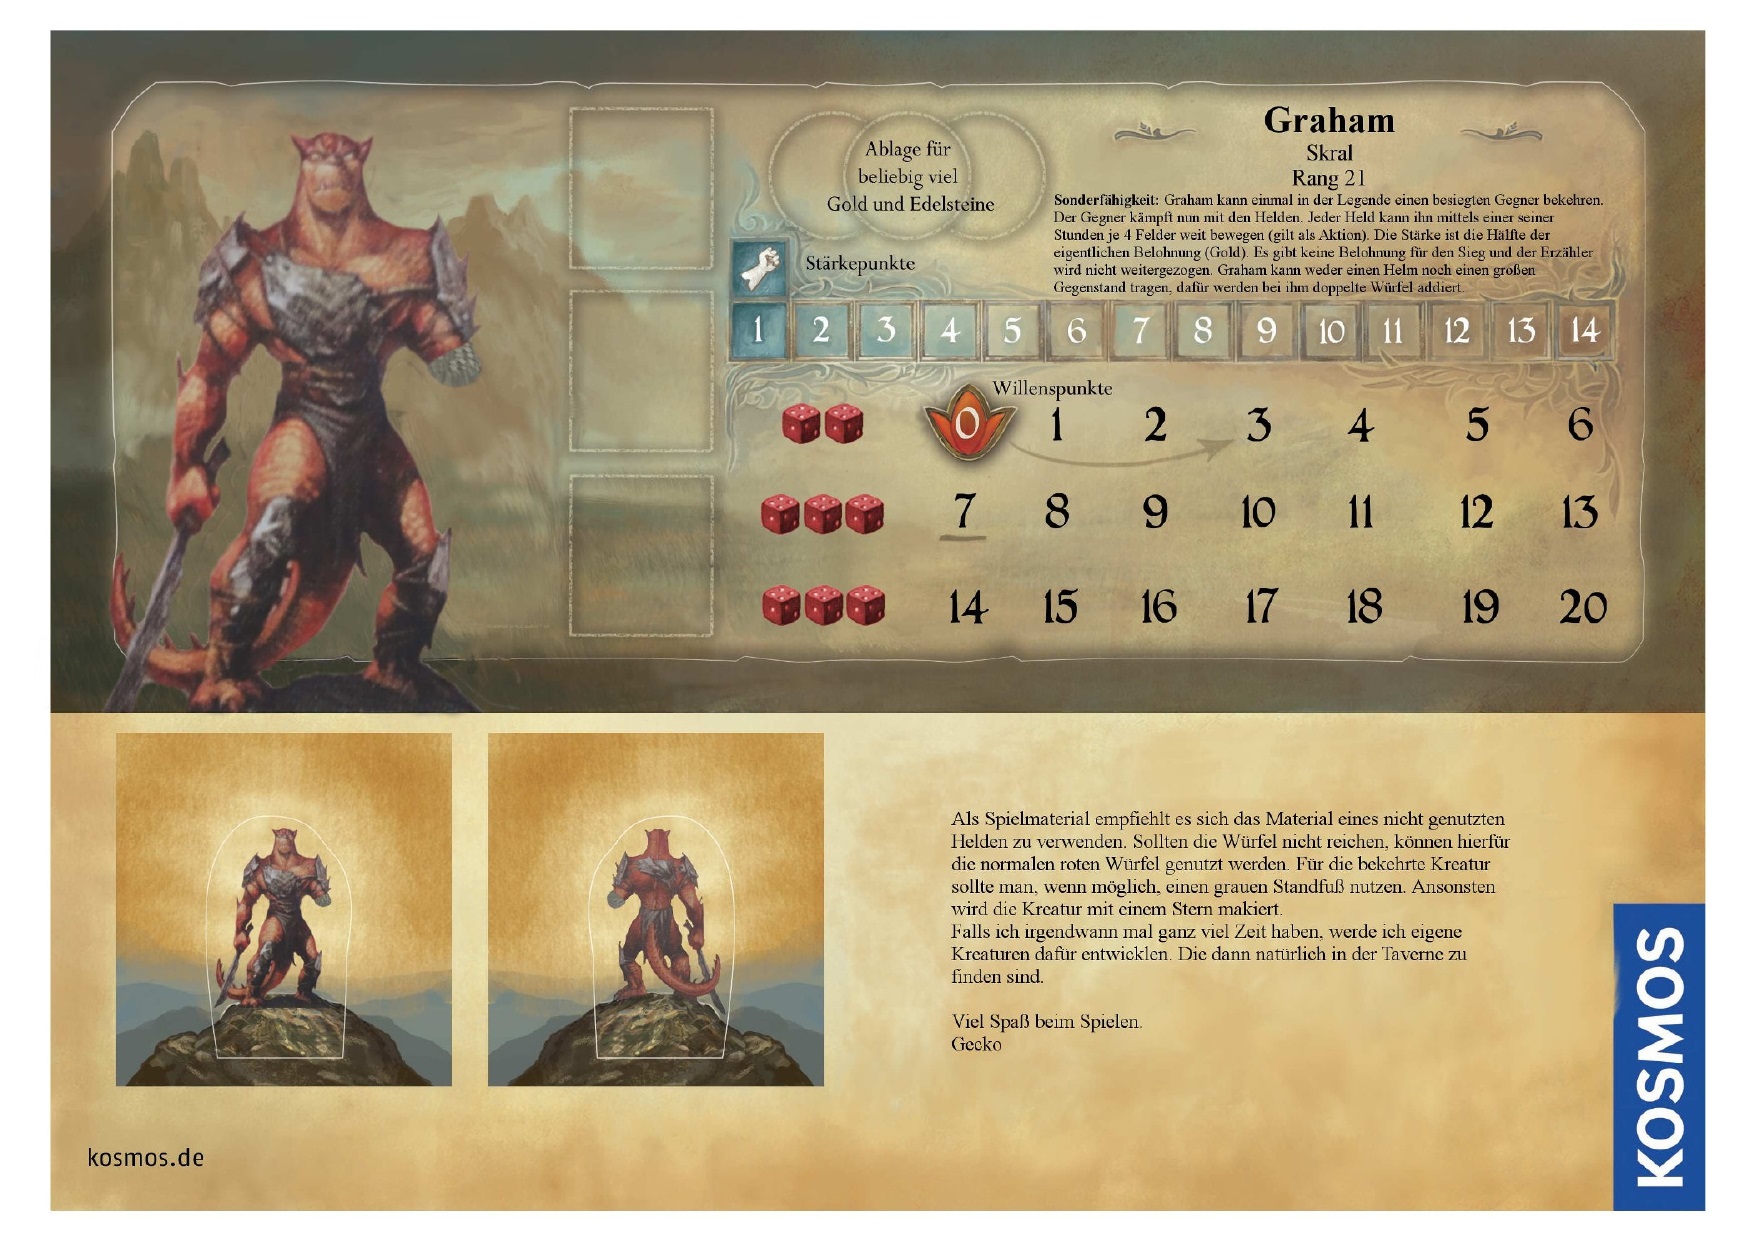 Graham
Skral
Rang 21
Sonderfähigkeit: Graham kann einmal in der Legende einen besiegten Gegner bekehren.
Der Gegner kämpft nun mit den Helden. Jeder Held kann ihn mittels einer seiner
Stunden je 4 Felder weit bewegen (gilt als Aktion). Die Stärke ist die Hälfte der
eigentlichen Belohnung (Gold). Es gibt keine Belohnung für den Sieg und der Erzähler
wird nicht weitergezogen. Graham kann weder einen Helm noch einen großen
Gegenstand tragen, dafür werden bei ihm doppelte Würfel addiert.
Ablage für
beliebig viel
Gold und Edelsteine
Stärkepunkte
1 2 3 4 5 6 7 8 9 10 11 12 13 14
Willenspunkte
0 1 2 3 4 5 6
7 8 9 10 11 12 13
14 15 16 17 18 19 20
Als Spielmaterial empfiehlt es sich das Material eines nicht genutzten
Helden zu verwenden. Sollten die Würfel nicht reichen, können hierfür
die normalen roten Würfel genutzt werden. Für die bekehrte Kreatur
sollte man, wenn möglich, einen grauen Standfuß nutzen. Ansonsten
wird die Kreatur mit einem Stern makiert.
Falls ich irgendwann mal ganz viel Zeit haben, werde ich eigene
Kreaturen dafür entwicklen. Die dann natürlich in der Taverne zu
finden sind.
Viel Spaß beim Spielen.
Gecko
kosmos.de
KOSMOS